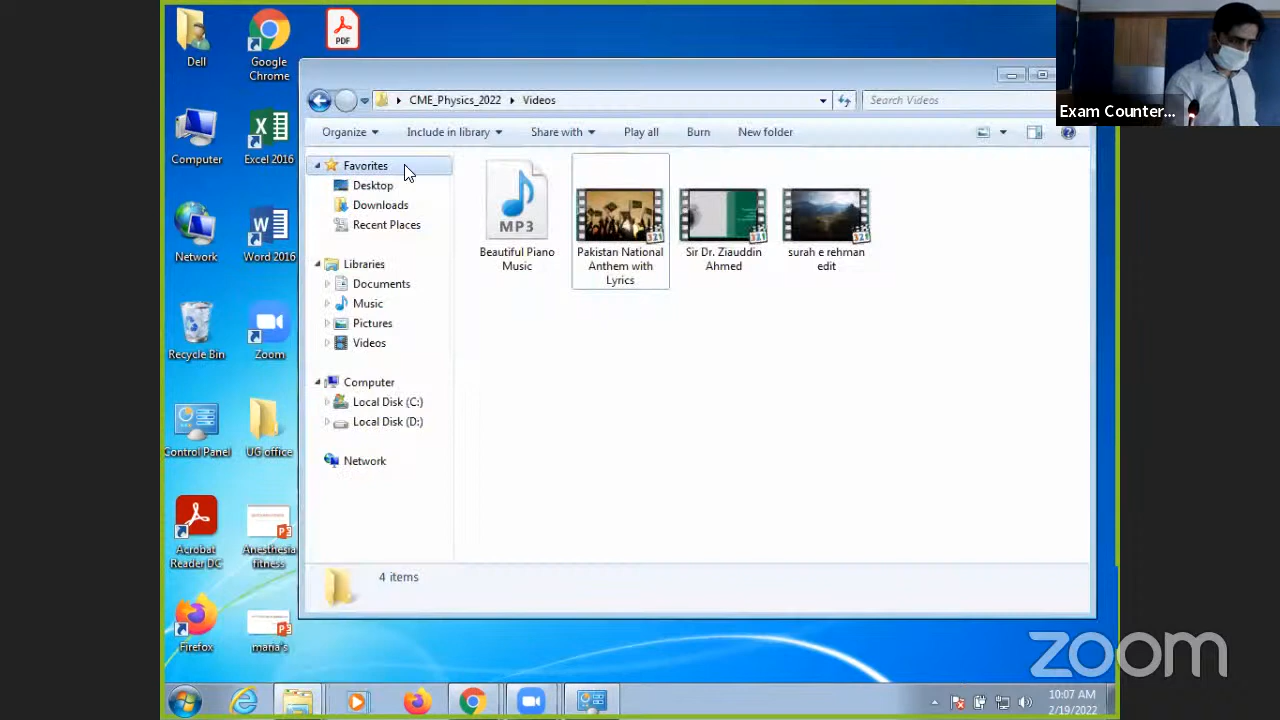 Dell
Google
Chrome
PDF
Exam Counter...
CME_Physics_2022
Videos
Search Videos
Organize
Include in library
Share with
Play all
Burn
New folder
Computer
Excel 2016
Network
Word 2016
Recycle Bin
Zoom
Control Panel
UG office
Acrobat
Reader DC
Anesthesia
fitness
Firefox
maria's
Favorites
Desktop
Downloads
Recent Places
Libraries
Documents
Music
Pictures
Videos
Computer
Local Disk (C:)
Local Disk (D:)
Network
MP3
Beautiful Piano
Music
321
Pakistan National
Anthem with
Lyrics
321
Sir Dr. Ziauddin
Ahmed
321
surah e rehman
edit
4 items
zoom
10:07 AM
2/19/2022